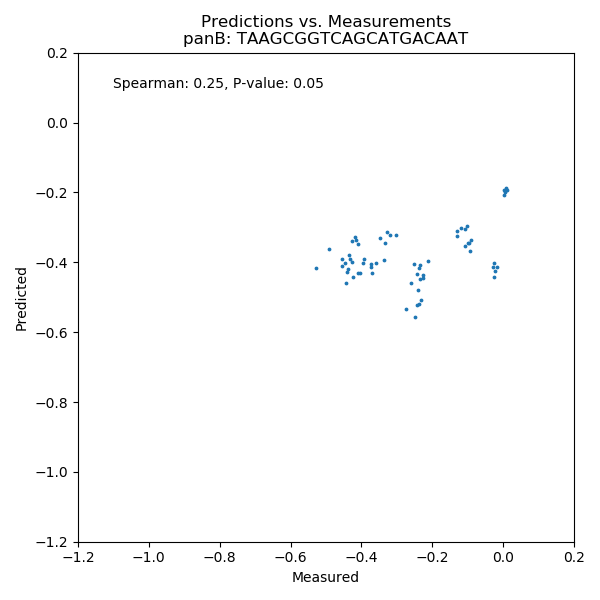 Predictions vs. Measurements
panB: TAAGCGGTCAGCATGACAAT
Spearman: 0.25, P-value: 0.05
0.2
0.0
−0.2
−0.4
−0.6
−0.8
−1.0
−1.2
Predicted
−1.2 −1.0 −0.8 −0.6 −0.4 −0.2 0.0 0.2
Measured